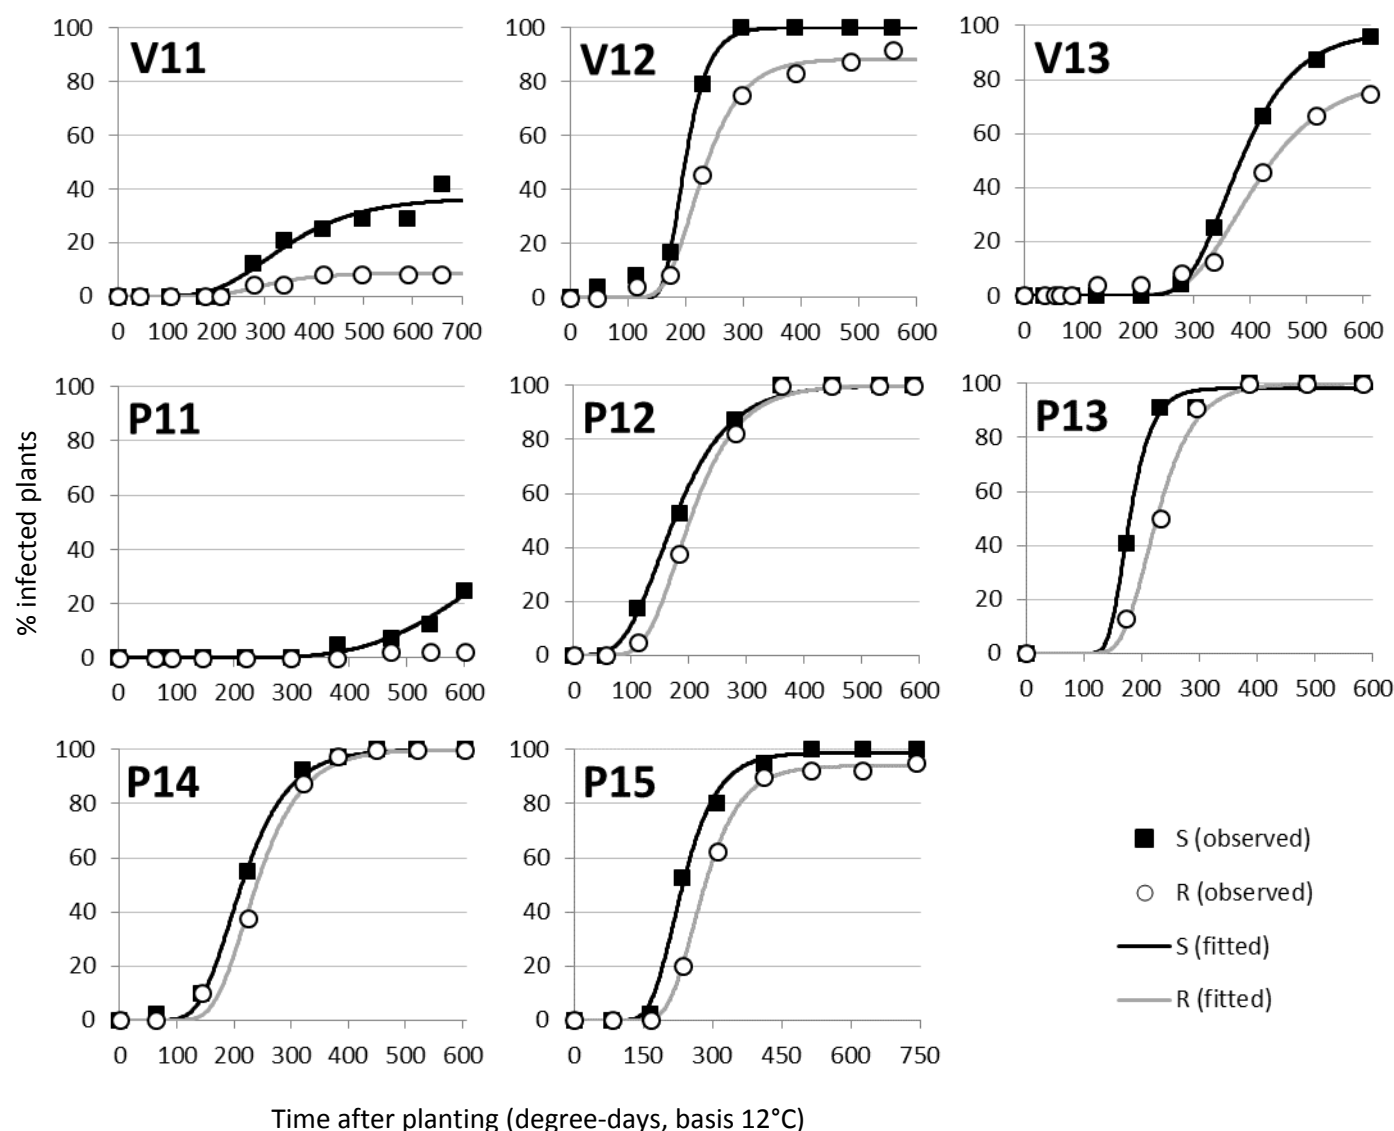 V11
100
80
60
40
20
0
0 100 200 300 400 500 600 700
V12
100
80
60
40
20
0
0 100 200 300 400 500 600
V13
100
80
60
40
20
0
0 100 200 300 400 500 600
% infected plants
P11
100
80
60
40
20
0
0 100 200 300 400 500 600
P12
100
80
60
40
20
0
0 100 200 300 400 500 600
P13
100
80
60
40
20
0
0 100 200 300 400 500 600
P14
100
80
60
40
20
0
0 100 200 300 400 500 600
P15
100
80
60
40
20
0
0 150 300 450 600 750
S (observed)
R (observed)
S (fitted)
R (fitted)
Time after planting (degree-days, basis 12°C)